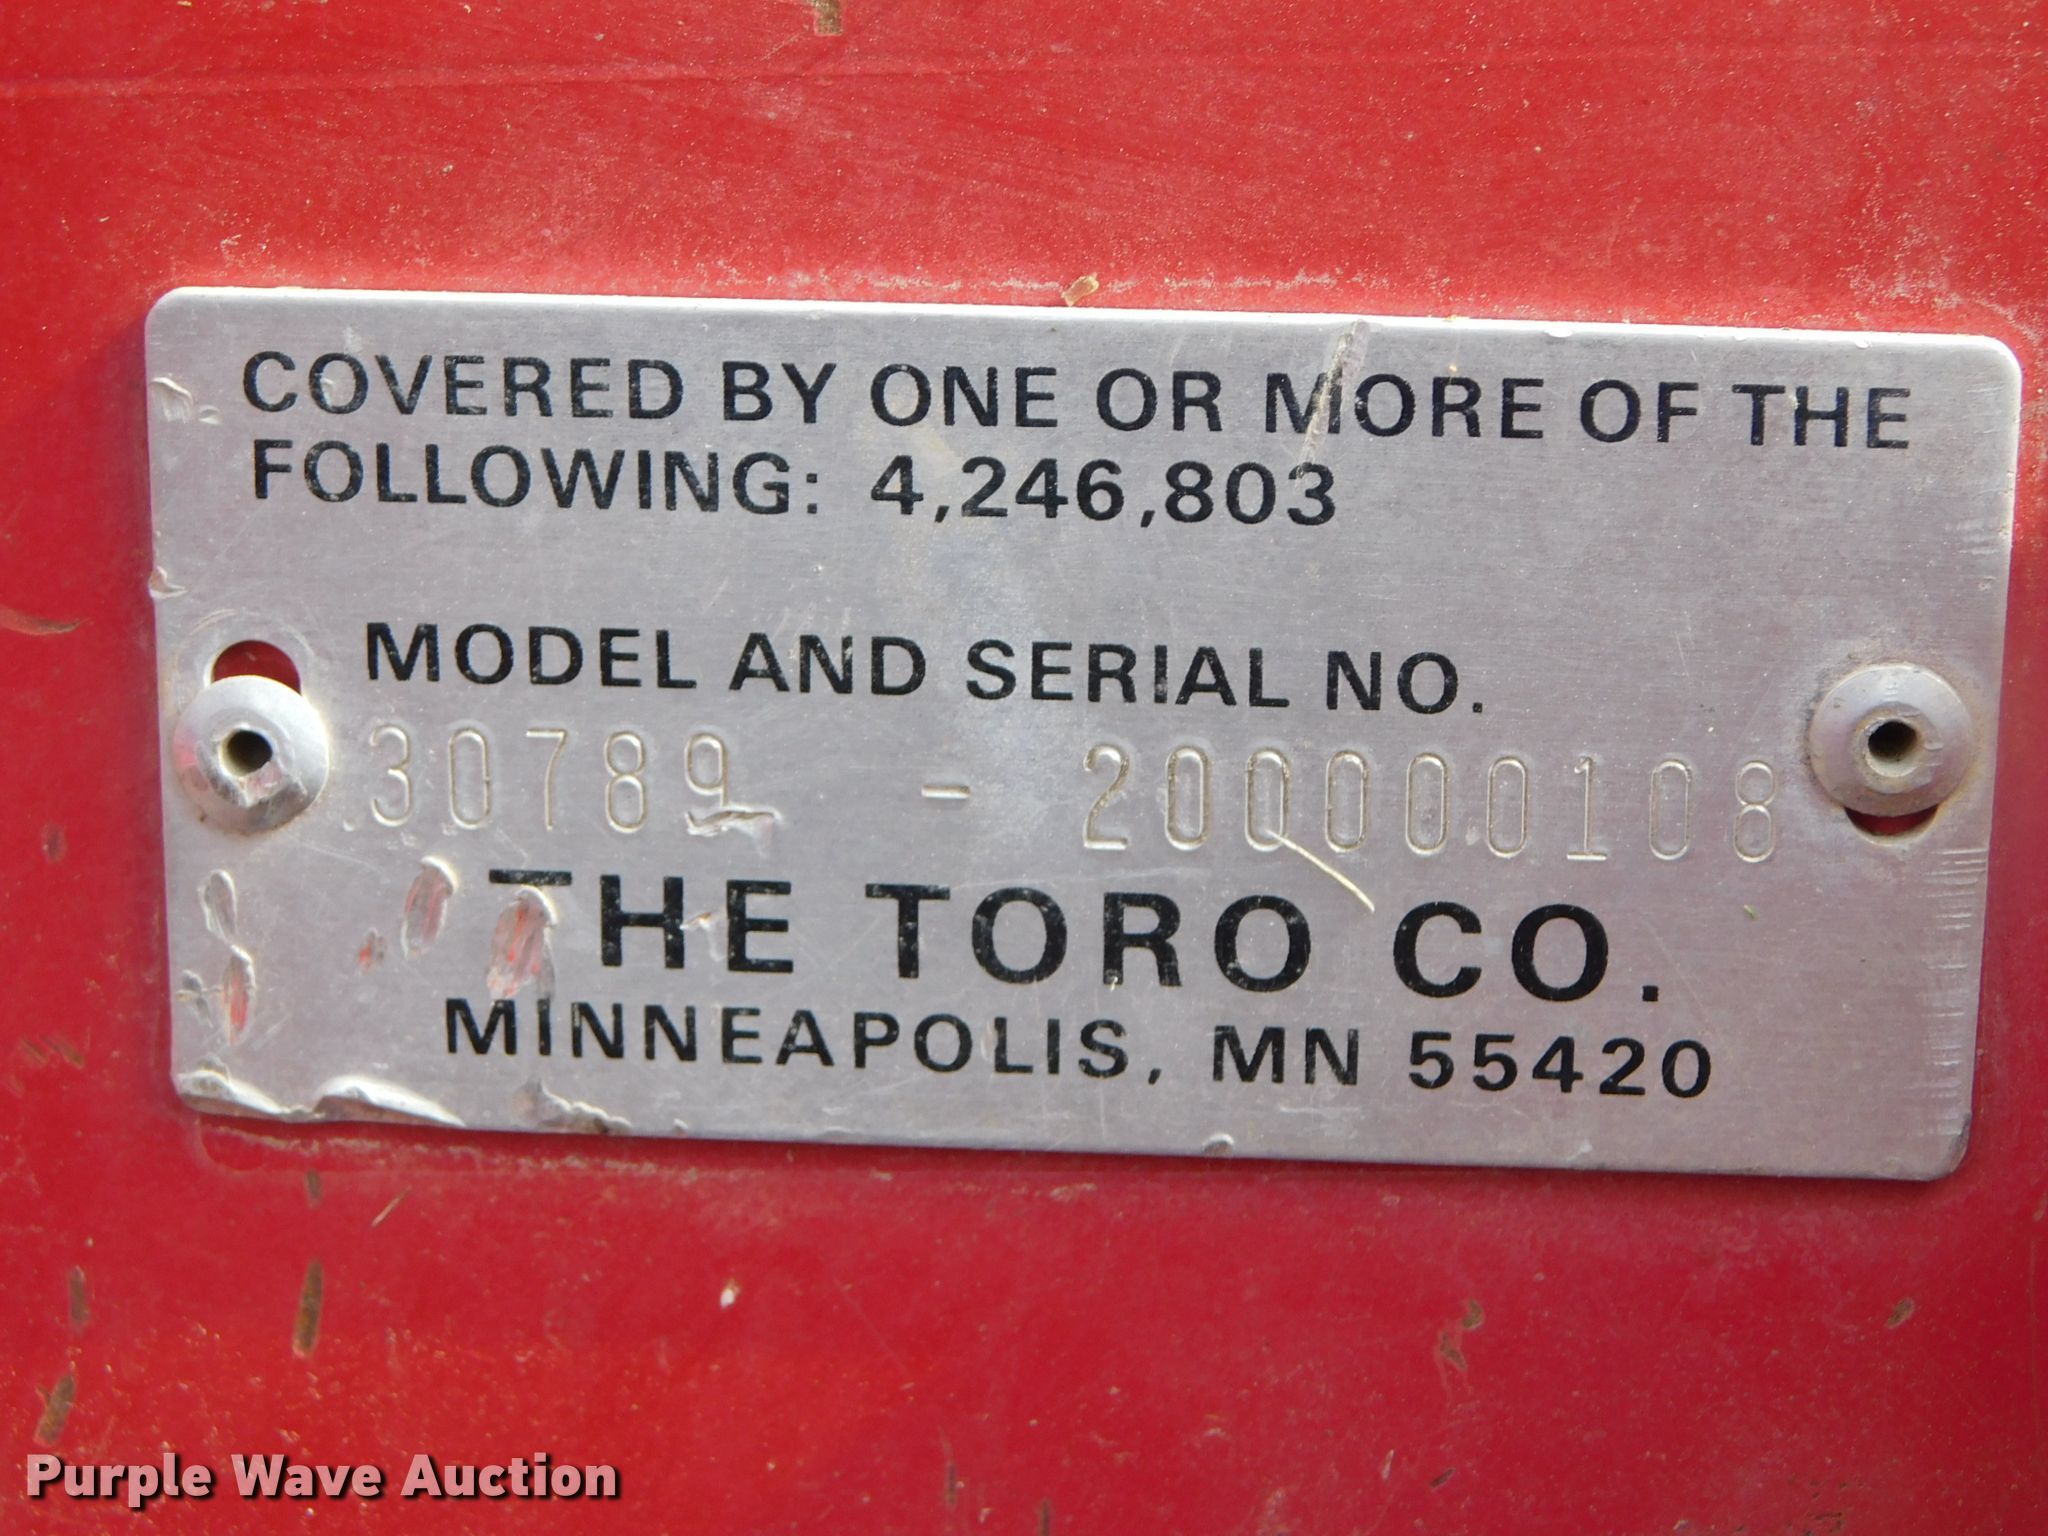 COVERED BY ONE OR MORE OF THE
FOLLOWING: 4,246,803
MODEL AND SERIAL NO.
30789 - 200000108
THE TORO CO.
MINNEAPOLIS, MN 55420
Purple Wave Auction